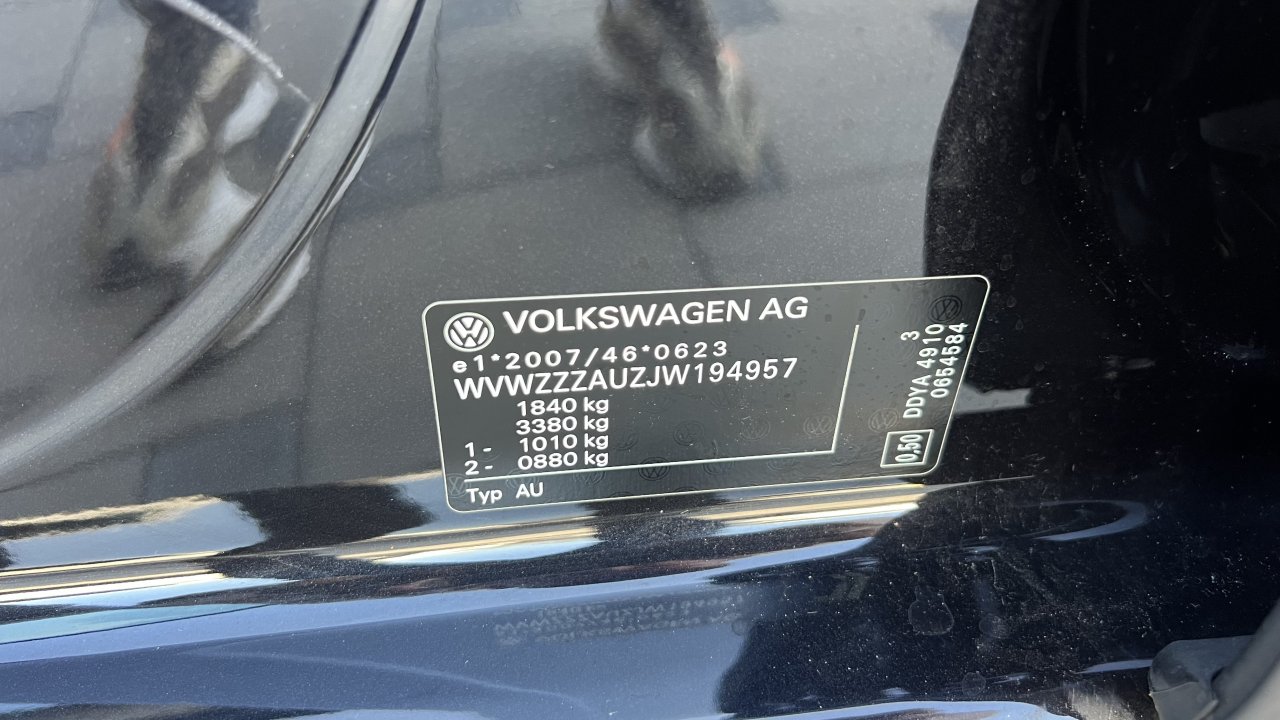 VOLKSWAGEN AG
e1*2007/46*0623
WVWZZZAUZJW194957
1840 kg
3380 kg
1 - 1010 kg
2 - 0880 kg
Typ AU
3
DDYA 4910
0654584
0,50